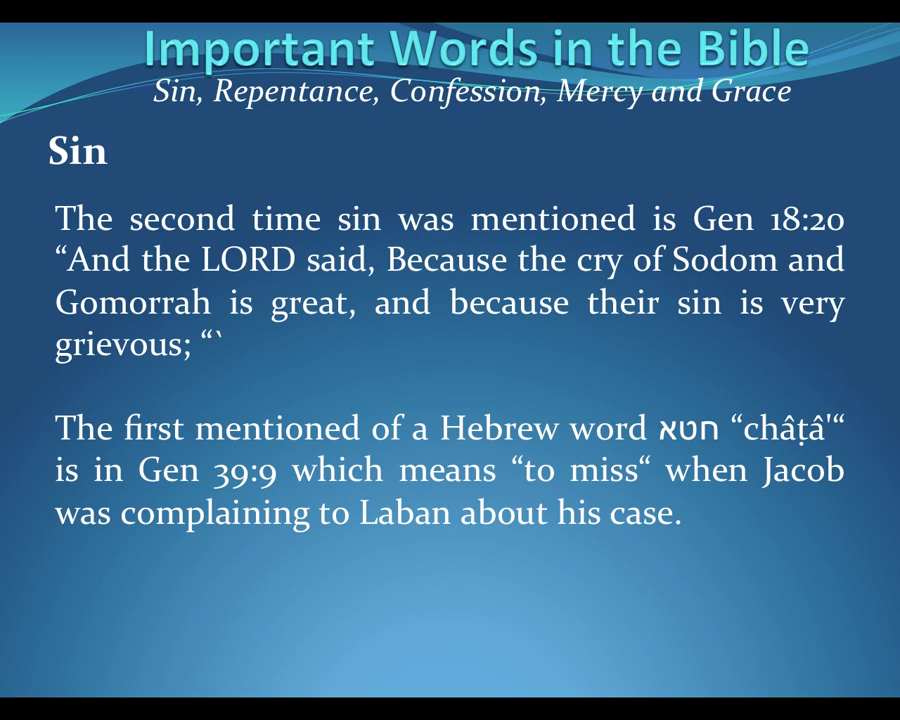 Important Words in the Bible
Sin, Repentance, Confession, Mercy and Grace
Sin
The second time sin was mentioned is Gen 18:20
“And the LORD said, Because the cry of Sodom and
Gomorrah is great, and because their sin is very
grievous; “`
The first mentioned of a Hebrew word חטא “châṭâ'“
is in Gen 39:9 which means “to miss“ when Jacob
was complaining to Laban about his case.